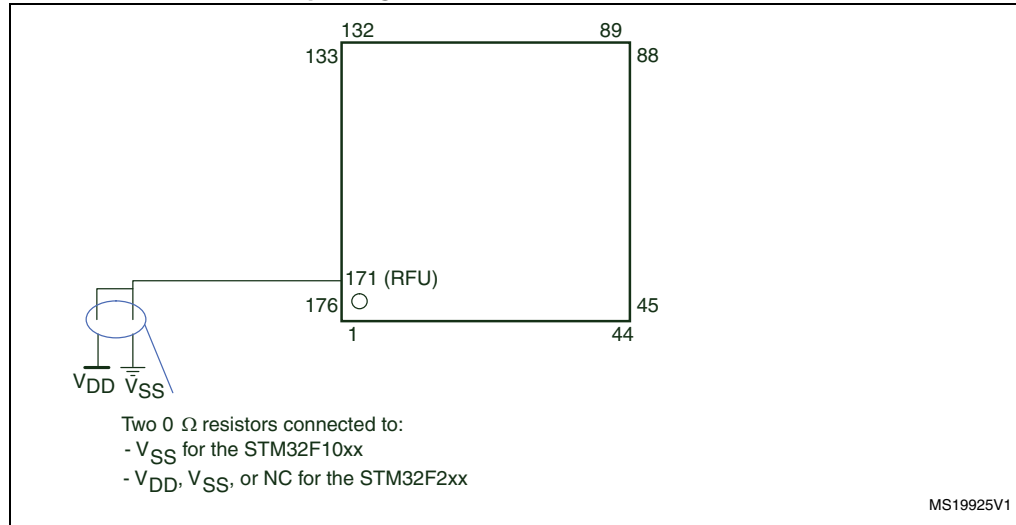 132 89
133 88
171 (RFU)
176 45
1 44
VDD VSS
Two 0 Ω resistors connected to:
- VSS for the STM32F10xx
- VDD, VSS, or NC for the STM32F2xx
MS19925V1